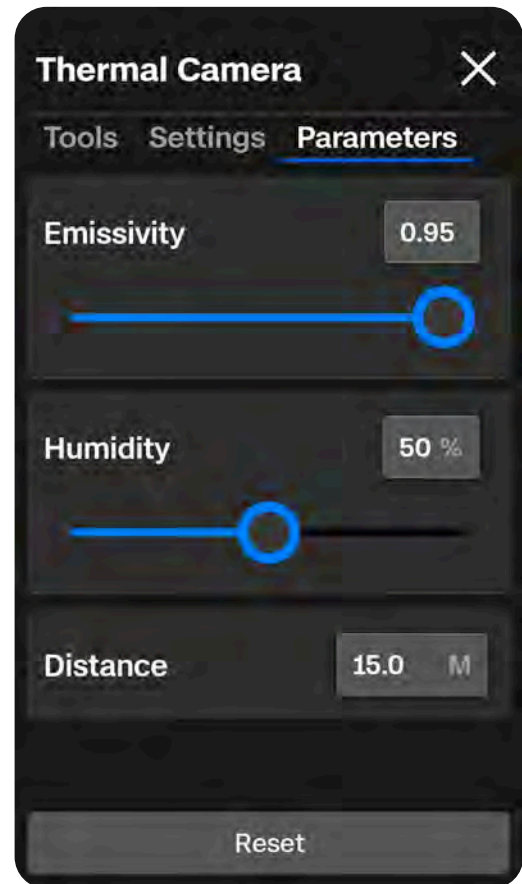 Thermal Camera
Tools Settings Parameters
Emissivity 0.95
Humidity 50 %
Distance 15.0 M
Reset